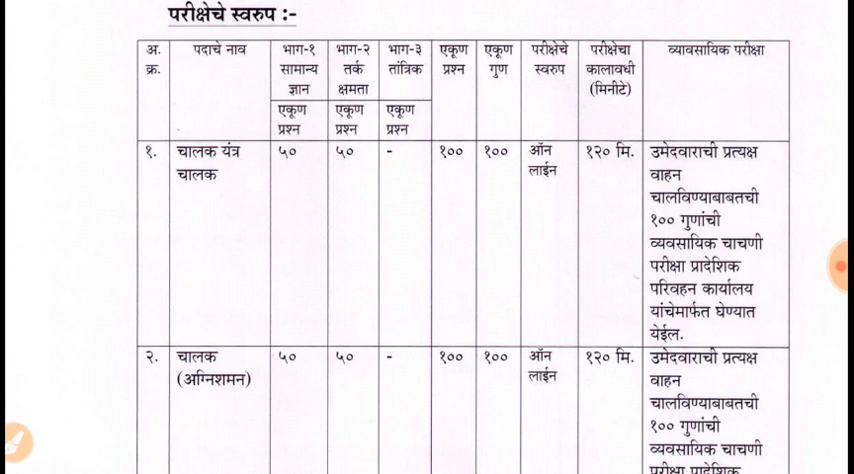 परीक्षेचे स्वरुप :-
अ. क्र. पदाचे नाव भाग-१ सामान्य ज्ञान भाग-२ तर्क क्षमता भाग-३ तांत्रिक एकूण प्रश्न एकूण गुण परीक्षेचे स्वरुप परीक्षेचा कालावधी (मिनीटे) व्यावसायिक परीक्षा
एकूण प्रश्न एकूण प्रश्न एकूण प्रश्न
१. चालक यंत्र ५० ५० - १०० १०० ऑन १२० मि. उमेदवाराची प्रत्यक्ष
चालक लाईन वाहन
चालविण्याबाबतची
१०० गुणांची
व्यवसायिक चाचणी
परीक्षा प्रादेशिक
परिवहन कार्यालय
यांचेमार्फत घेण्यात
येईल.
२. चालक ५० ५० - १०० १०० ऑन १२० मि. उमेदवाराची प्रत्यक्ष
(अग्निशमन) लाईन वाहन
चालविण्याबाबतची
१०० गुणांची
व्यवसायिक चाचणी
परीक्षा प्रादेशिक